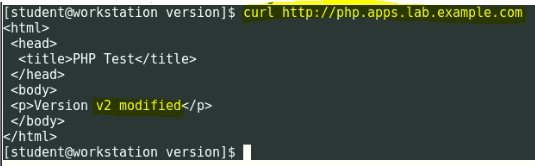 [student@workstation version]$ curl http://php.apps.lab.example.com
<html>
 <head>
  <title>PHP Test</title>
 </head>
 <body>
 <p>Version v2 modified</p>
 </body>
</html>
[student@workstation version]$